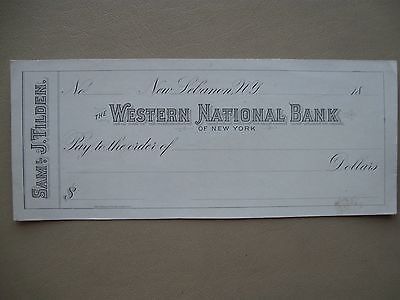 SAML. J. TILDEN.
No. New Lebanon N.Y. 18
THE WESTERN NATIONAL BANK
OF NEW YORK
Pay to the order of
Dollars
$